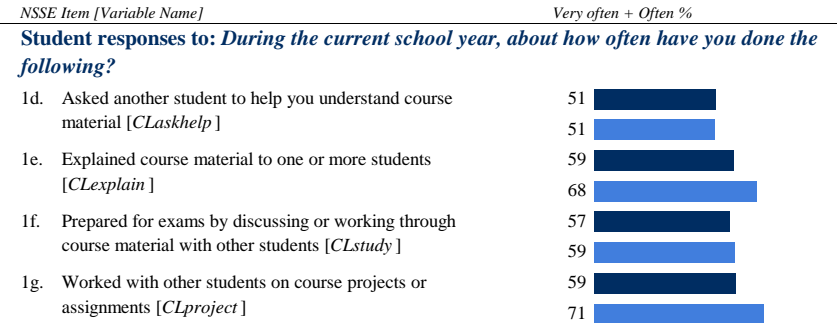 NSSE Item [Variable Name] Very often + Often %
Student responses to: During the current school year, about how often have you done the
following?
1d. Asked another student to help you understand course 51
material [CLaskhelp ] 51
1e. Explained course material to one or more students 59
[CLexplain ] 68
1f. Prepared for exams by discussing or working through 57
course material with other students [CLstudy ] 59
1g. Worked with other students on course projects or 59
assignments [CLproject ] 71